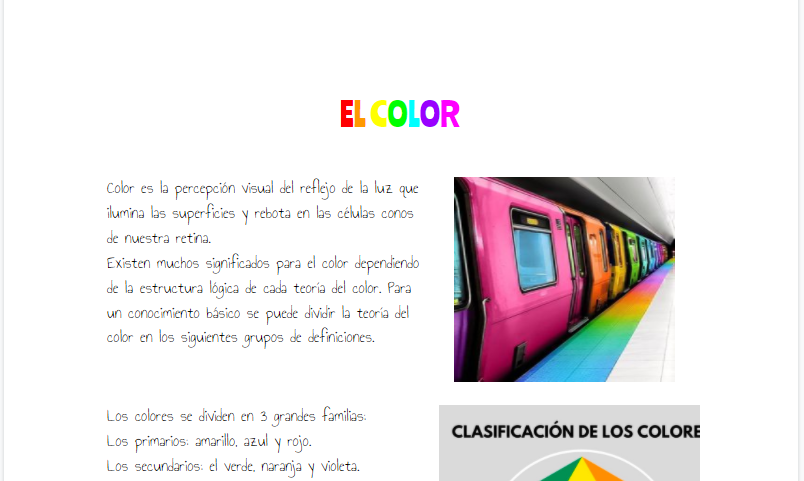 EL COLOR
Color es la percepción visual del reflejo de la luz que
ilumina las superficies y rebota en las células conos
de nuestra retina.
Existen muchos significados para el color dependiendo
de la estructura lógica de cada teoría del color. Para
un conocimiento básico se puede dividir la teoría del
color en los siguientes grupos de definiciones.
Los colores se dividen en 3 grandes familias:
Los primarios: amarillo, azul y rojo.
Los secundarios: el verde, naranja y violeta.
CLASIFICACIÓN DE LOS COLORE